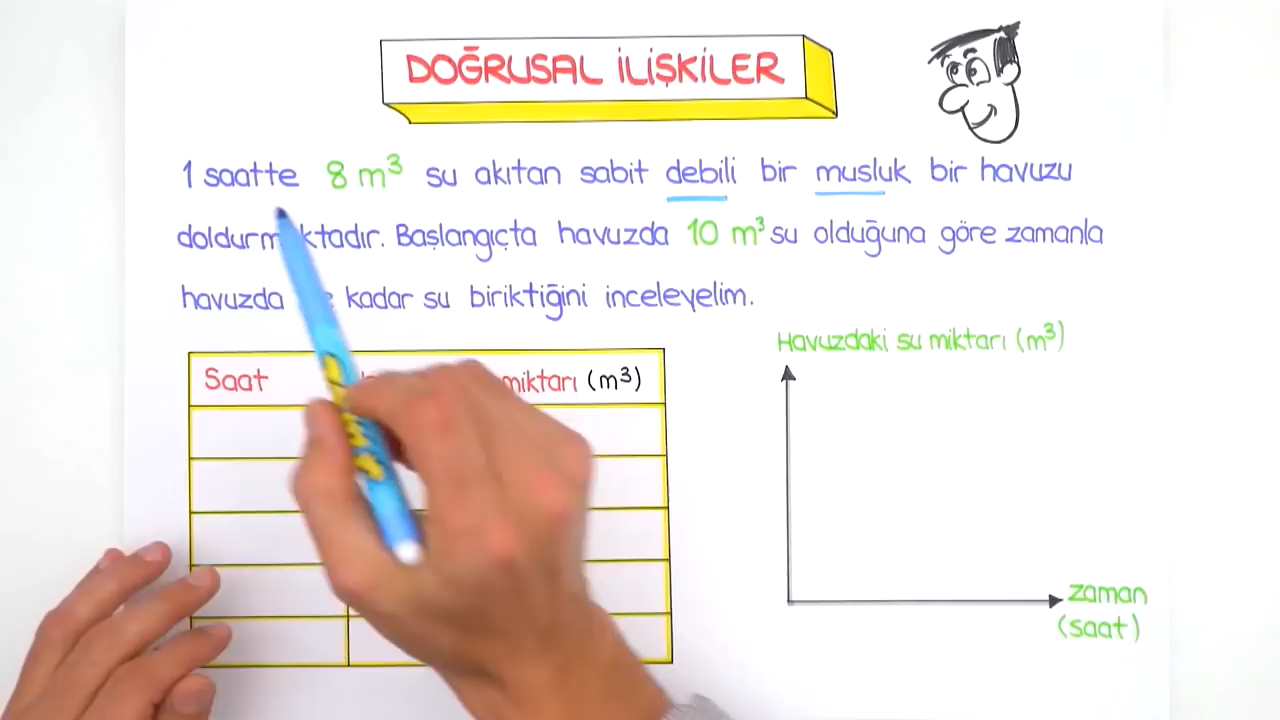 DOĞRUSAL İLİŞKİLER
1 saatte 8 m³ su akıtan sabit debili bir musluk bir havuzu
doldurmaktadır. Başlangıçta havuzda 10 m³ su olduğuna göre zamanla
havuzda kadar su biriktiğini inceleyelim.
Havuzdaki su miktarı (m³)
Saat miktarı (m³)
zaman
(saat)